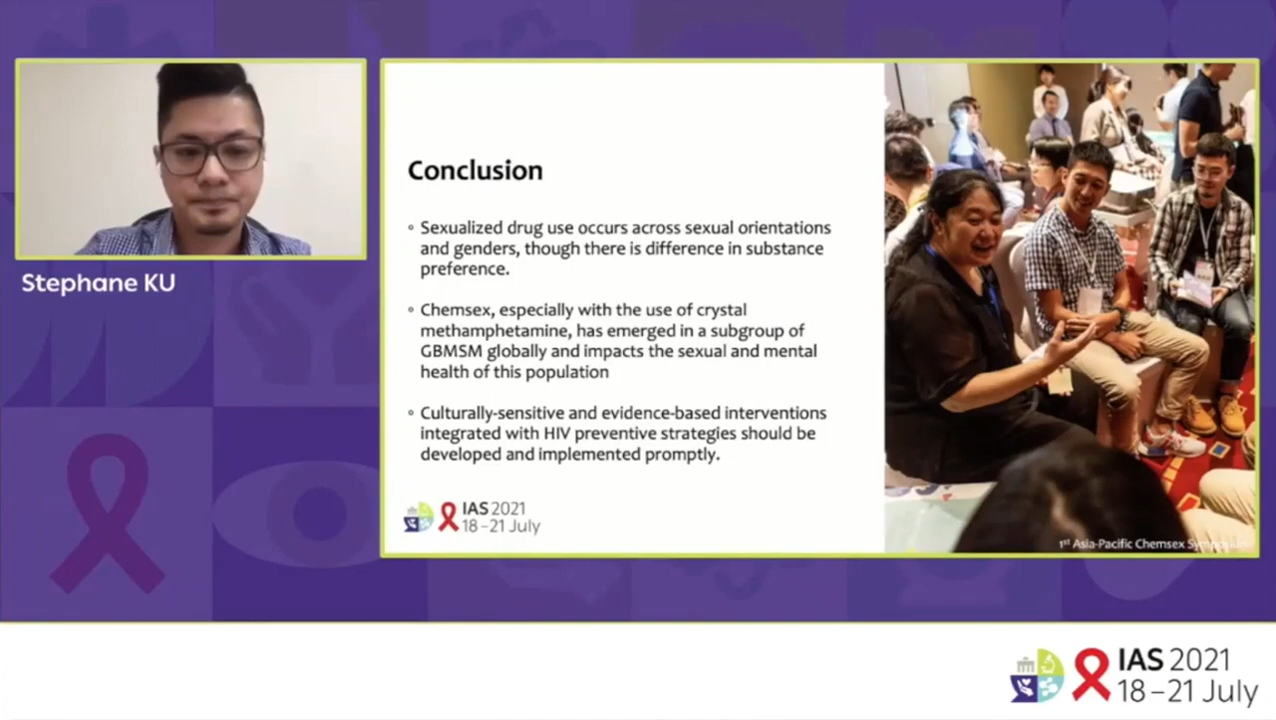 Stephane KU
Conclusion
◦ Sexualized drug use occurs across sexual orientations
and genders, though there is difference in substance
preference.
◦ Chemsex, especially with the use of crystal
methamphetamine, has emerged in a subgroup of
GBMSM globally and impacts the sexual and mental
health of this population
◦ Culturally-sensitive and evidence-based interventions
integrated with HIV preventive strategies should be
developed and implemented promptly.
IAS 2021
18–21 July
1st Asia-Pacific Chemsex Symposium
IAS 2021
18–21 July